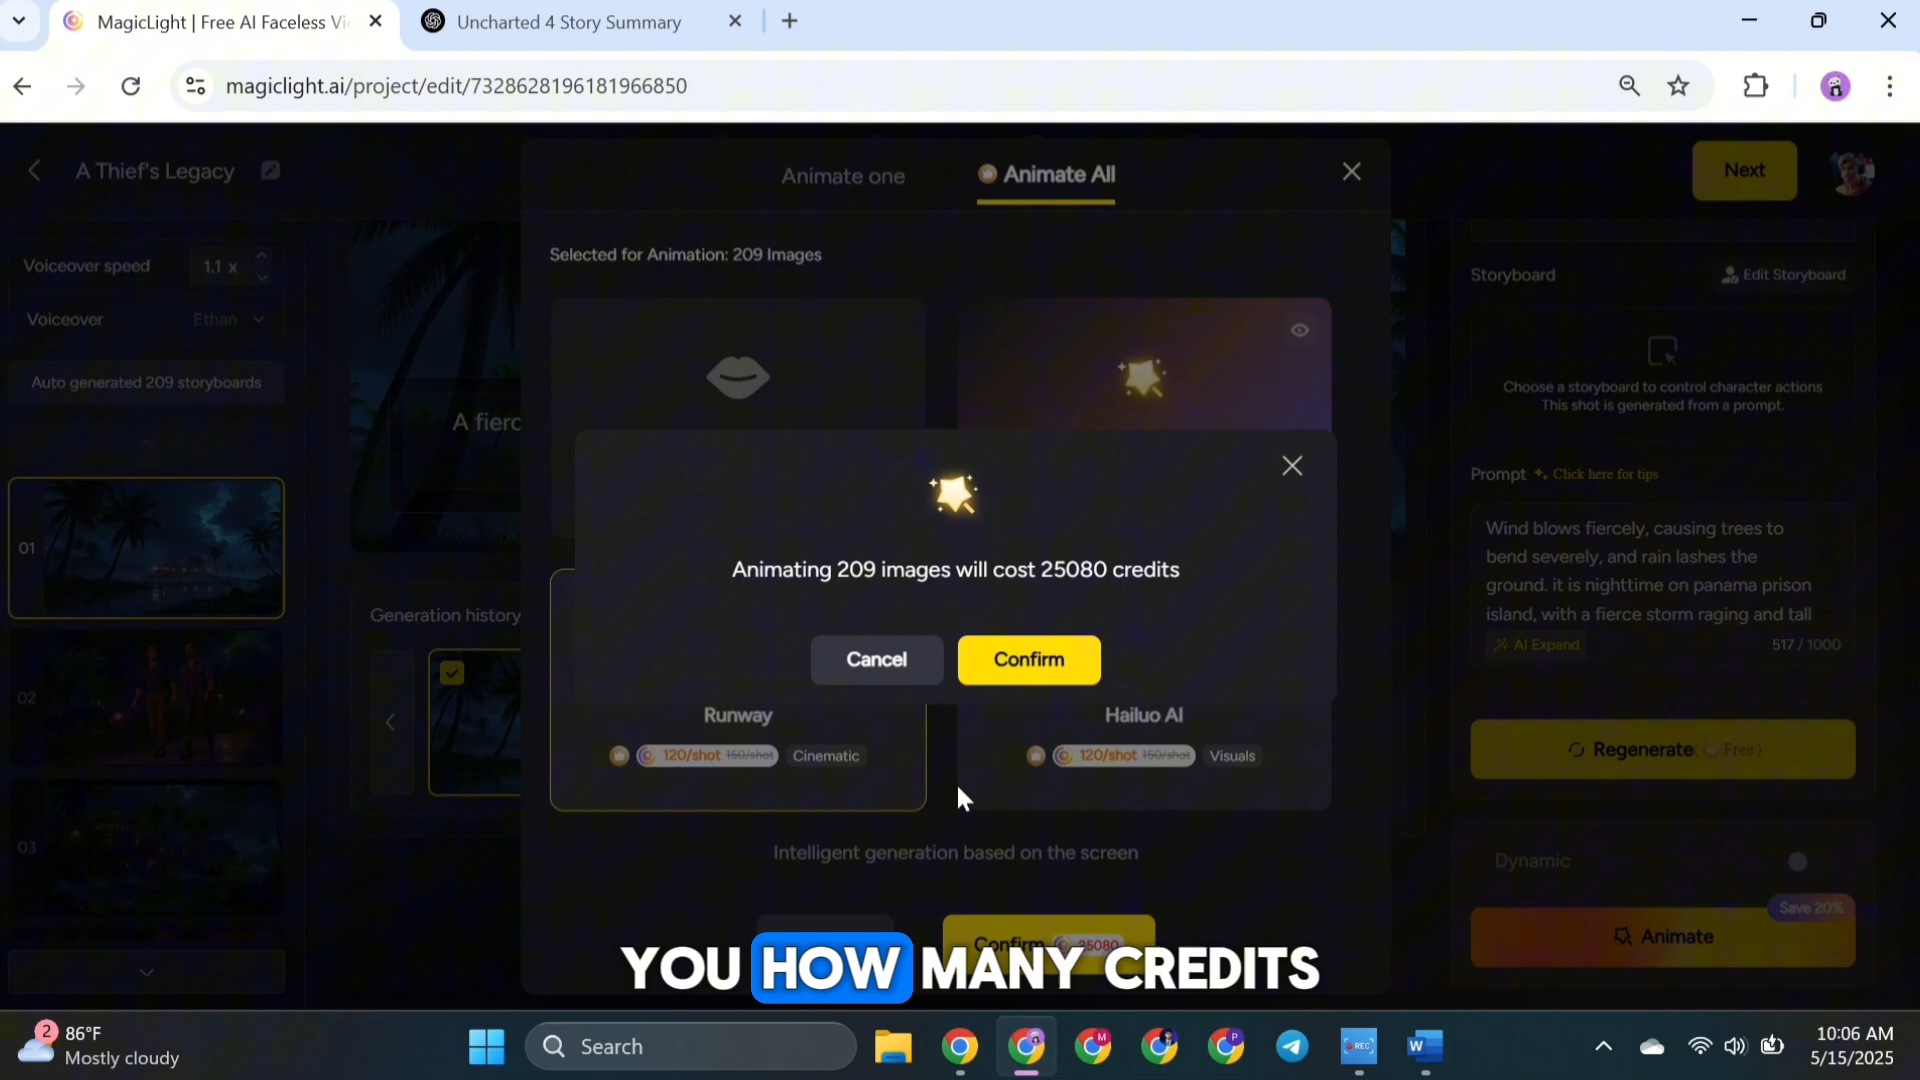 MagicLight | Free AI Faceless Vi
Uncharted 4 Story Summary
magiclight.ai/project/edit/7328628196181966850
A Thief's Legacy
Animate one
Animate All
Next
Voiceover speed
1.1 x
Voiceover
Ethan
Auto generated 209 storyboards
01
02
03
A fierc
Generation history
Selected for Animation: 209 Images
Animating 209 images will cost 25080 credits
Cancel
Confirm
Runway
120/shot 150/shot
Cinematic
Hailuo AI
120/shot 150/shot
Visuals
Intelligent generation based on the screen
Confirm 25080
Storyboard
Edit Storyboard
Choose a storyboard to control character actions
This shot is generated from a prompt.
Prompt
Click here for tips
Wind blows fiercely, causing trees to
bend severely, and rain lashes the
ground. it is nighttime on panama prison
island, with a fierce storm raging and tall
AI Expand
517 / 1000
Regenerate( Free )
Dynamic
Save 20%
Animate
YOU HOW MANY CREDITS
2
86°F
Mostly cloudy
Search
M
P
REC
W
10:06 AM
5/15/2025